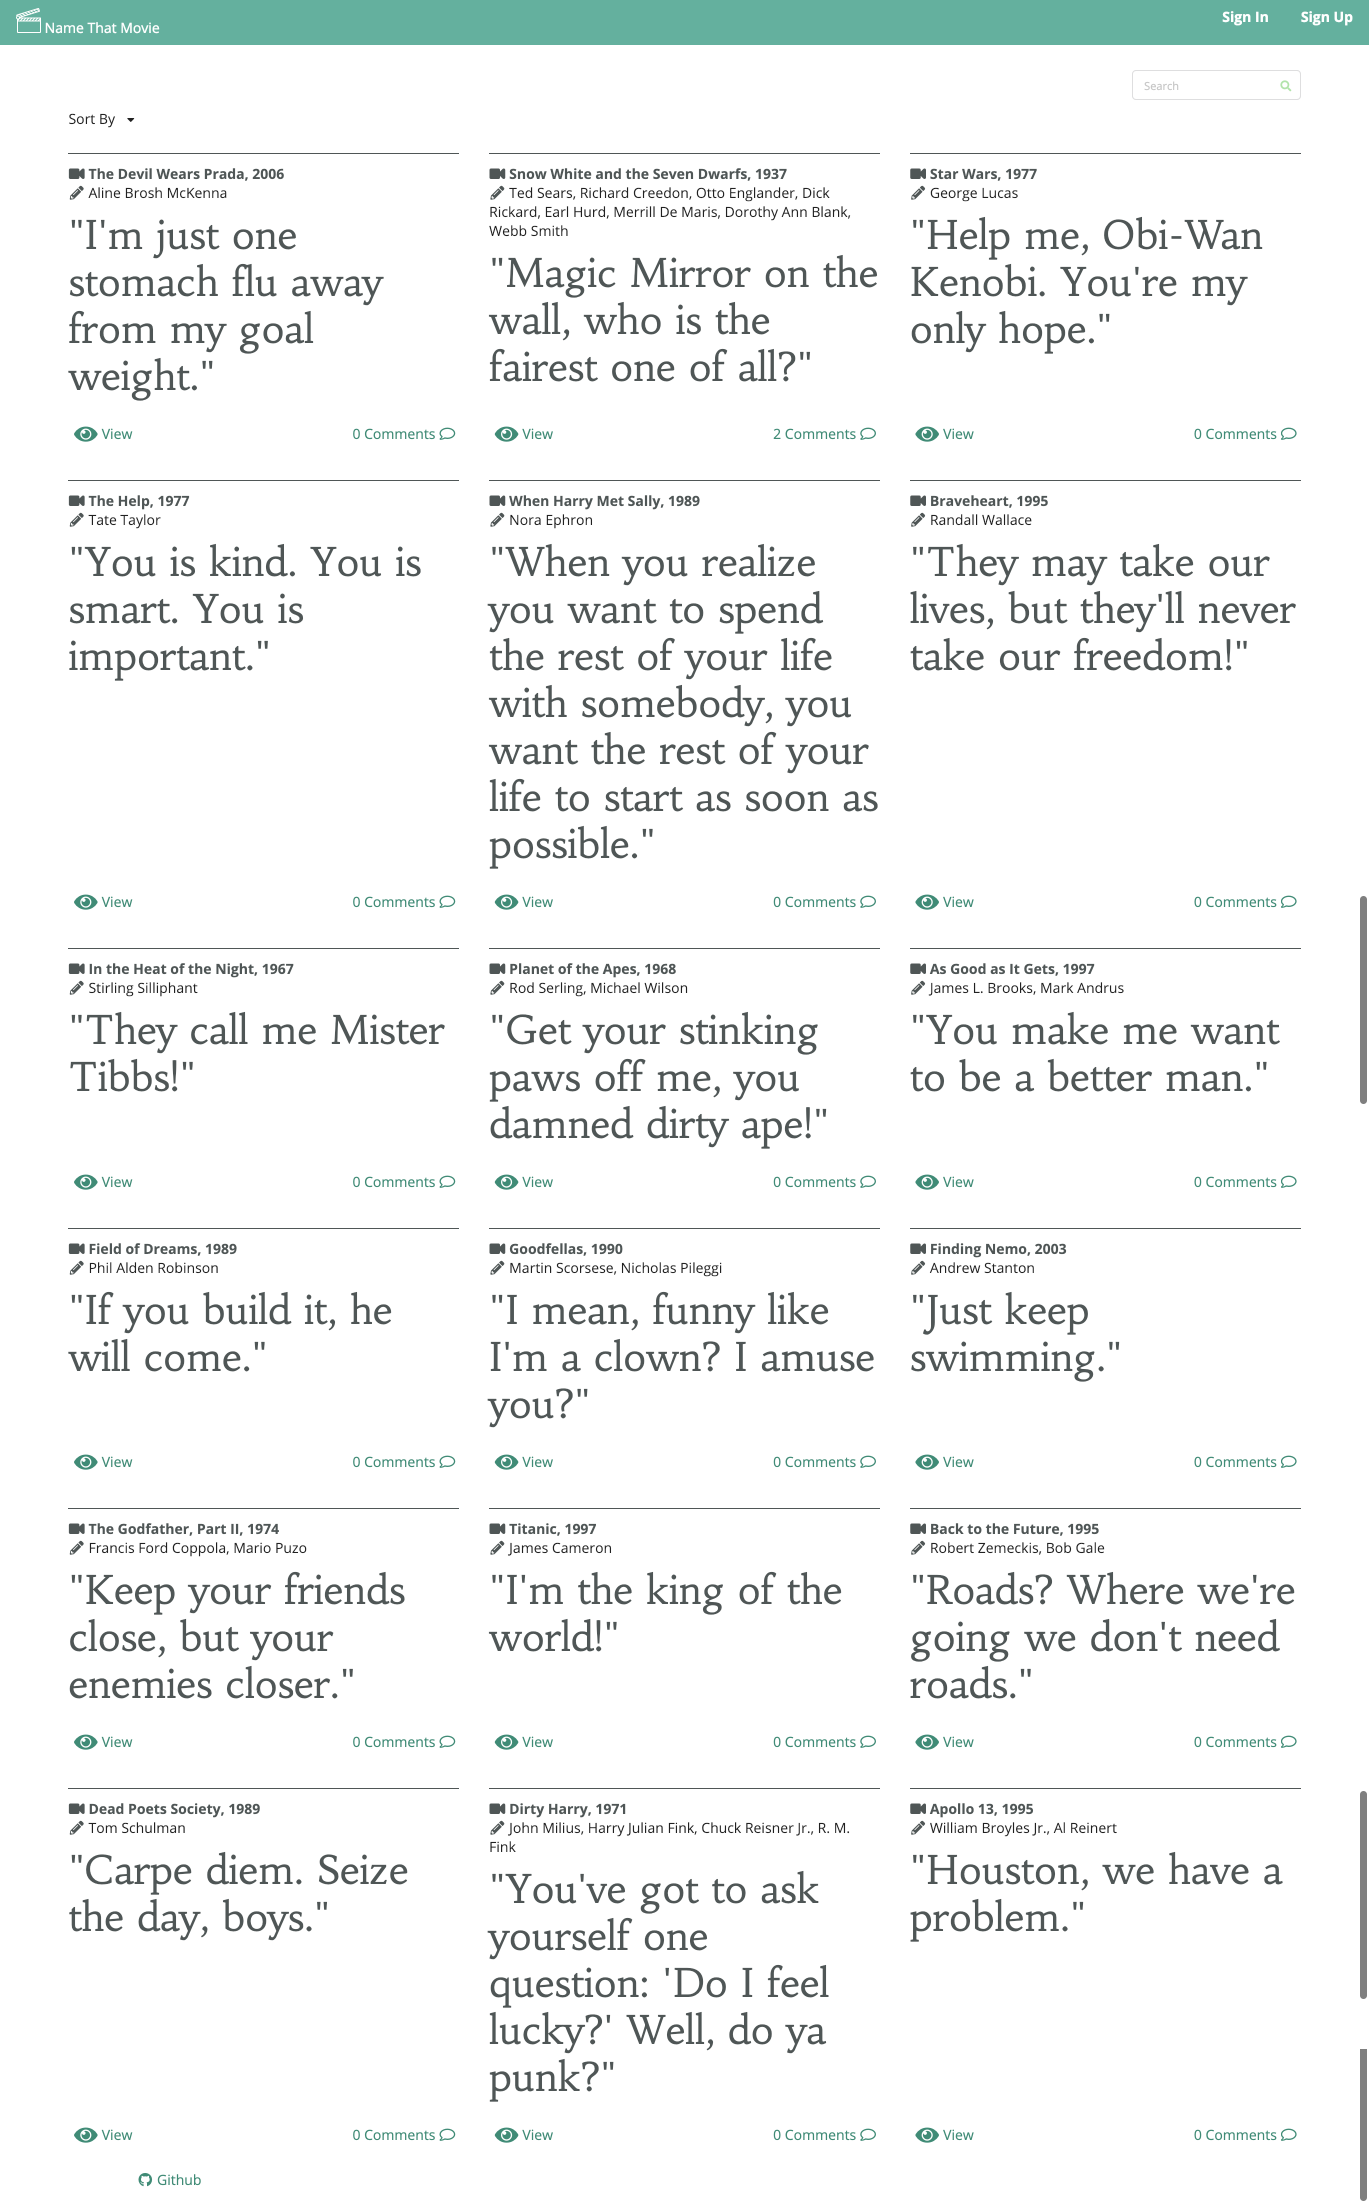 Name That Movie
Sign In
Sign Up
Search
Sort By
The Devil Wears Prada, 2006
Aline Brosh McKenna
"I'm just one
stomach flu away
from my goal
weight."
View
0 Comments
Snow White and the Seven Dwarfs, 1937
Ted Sears, Richard Creedon, Otto Englander, Dick
Rickard, Earl Hurd, Merrill De Maris, Dorothy Ann Blank,
Webb Smith
"Magic Mirror on the
wall, who is the
fairest one of all?"
View
2 Comments
Star Wars, 1977
George Lucas
"Help me, Obi-Wan
Kenobi. You're my
only hope."
View
0 Comments
The Help, 1977
Tate Taylor
"You is kind. You is
smart. You is
important."
View
0 Comments
When Harry Met Sally, 1989
Nora Ephron
"When you realize
you want to spend
the rest of your life
with somebody, you
want the rest of your
life to start as soon as
possible."
View
0 Comments
Braveheart, 1995
Randall Wallace
"They may take our
lives, but they'll never
take our freedom!"
View
0 Comments
In the Heat of the Night, 1967
Stirling Silliphant
"They call me Mister
Tibbs!"
View
0 Comments
Planet of the Apes, 1968
Rod Serling, Michael Wilson
"Get your stinking
paws off me, you
damned dirty ape!"
View
0 Comments
As Good as It Gets, 1997
James L. Brooks, Mark Andrus
"You make me want
to be a better man."
View
0 Comments
Field of Dreams, 1989
Phil Alden Robinson
"If you build it, he
will come."
View
0 Comments
Goodfellas, 1990
Martin Scorsese, Nicholas Pileggi
"I mean, funny like
I'm a clown? I amuse
you?"
View
0 Comments
Finding Nemo, 2003
Andrew Stanton
"Just keep
swimming."
View
0 Comments
The Godfather, Part II, 1974
Francis Ford Coppola, Mario Puzo
"Keep your friends
close, but your
enemies closer."
View
0 Comments
Titanic, 1997
James Cameron
"I'm the king of the
world!"
View
0 Comments
Back to the Future, 1995
Robert Zemeckis, Bob Gale
"Roads? Where we're
going we don't need
roads."
View
0 Comments
Dead Poets Society, 1989
Tom Schulman
"Carpe diem. Seize
the day, boys."
View
0 Comments
Dirty Harry, 1971
John Milius, Harry Julian Fink, Chuck Reisner Jr., R. M.
Fink
"You've got to ask
yourself one
question: 'Do I feel
lucky?' Well, do ya
punk?"
View
0 Comments
Apollo 13, 1995
William Broyles Jr., Al Reinert
"Houston, we have a
problem."
View
0 Comments
Github